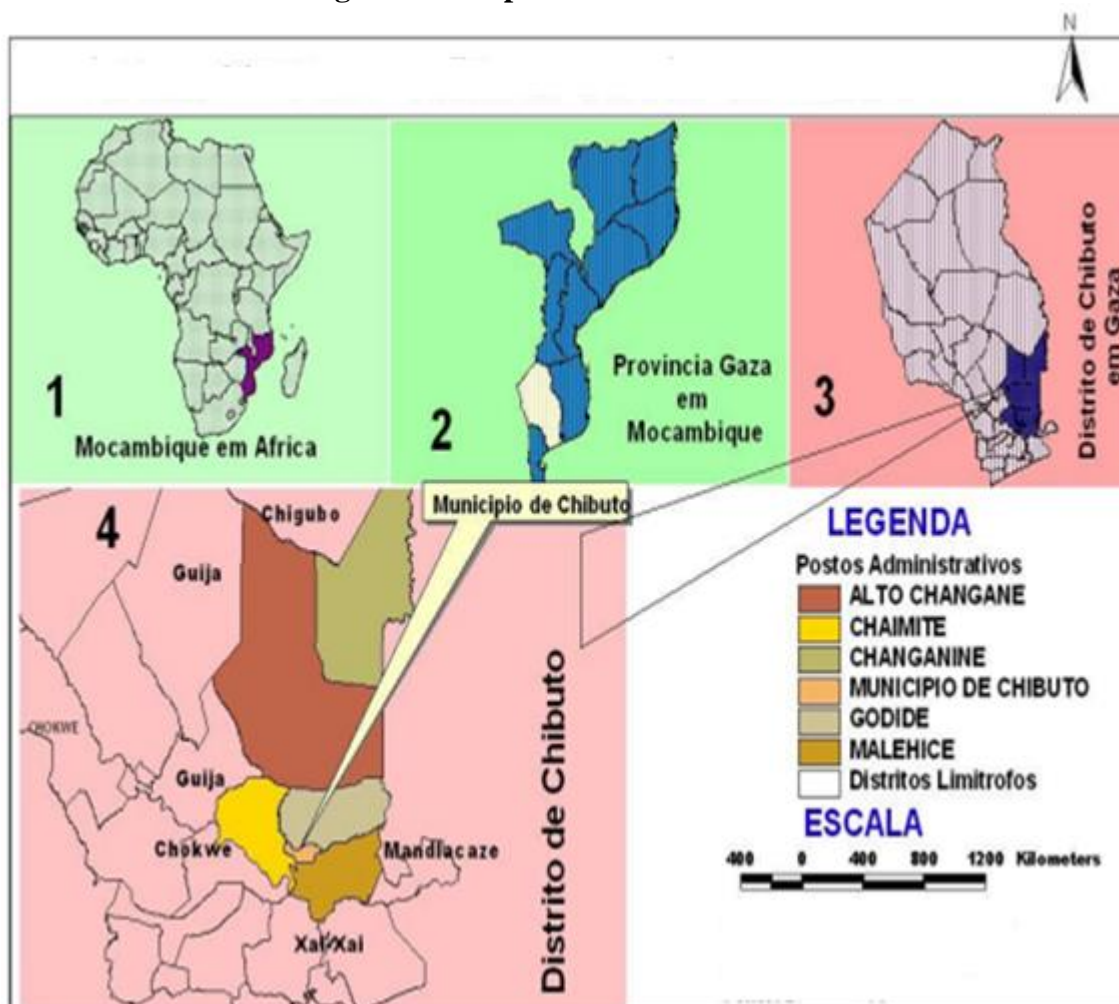 N
1
Mocambique em Africa
2
Provincia Gaza
em
Mocambique
3
Distrito de Chibuto
em Gaza
4
Chigubo
Municipio de Chibuto
Guija
CHOKWE
Guija
Chokwe
Mandlacaze
Xai-Xai
Distrito de Chibuto
LEGENDA
Postos Administrativos
ALTO CHANGANE
CHAIMITE
CHANGANINE
MUNICIPIO DE CHIBUTO
GODIDE
MALEHICE
Distritos Limitrofos
ESCALA
400 0 400 800 1200 Kilometers